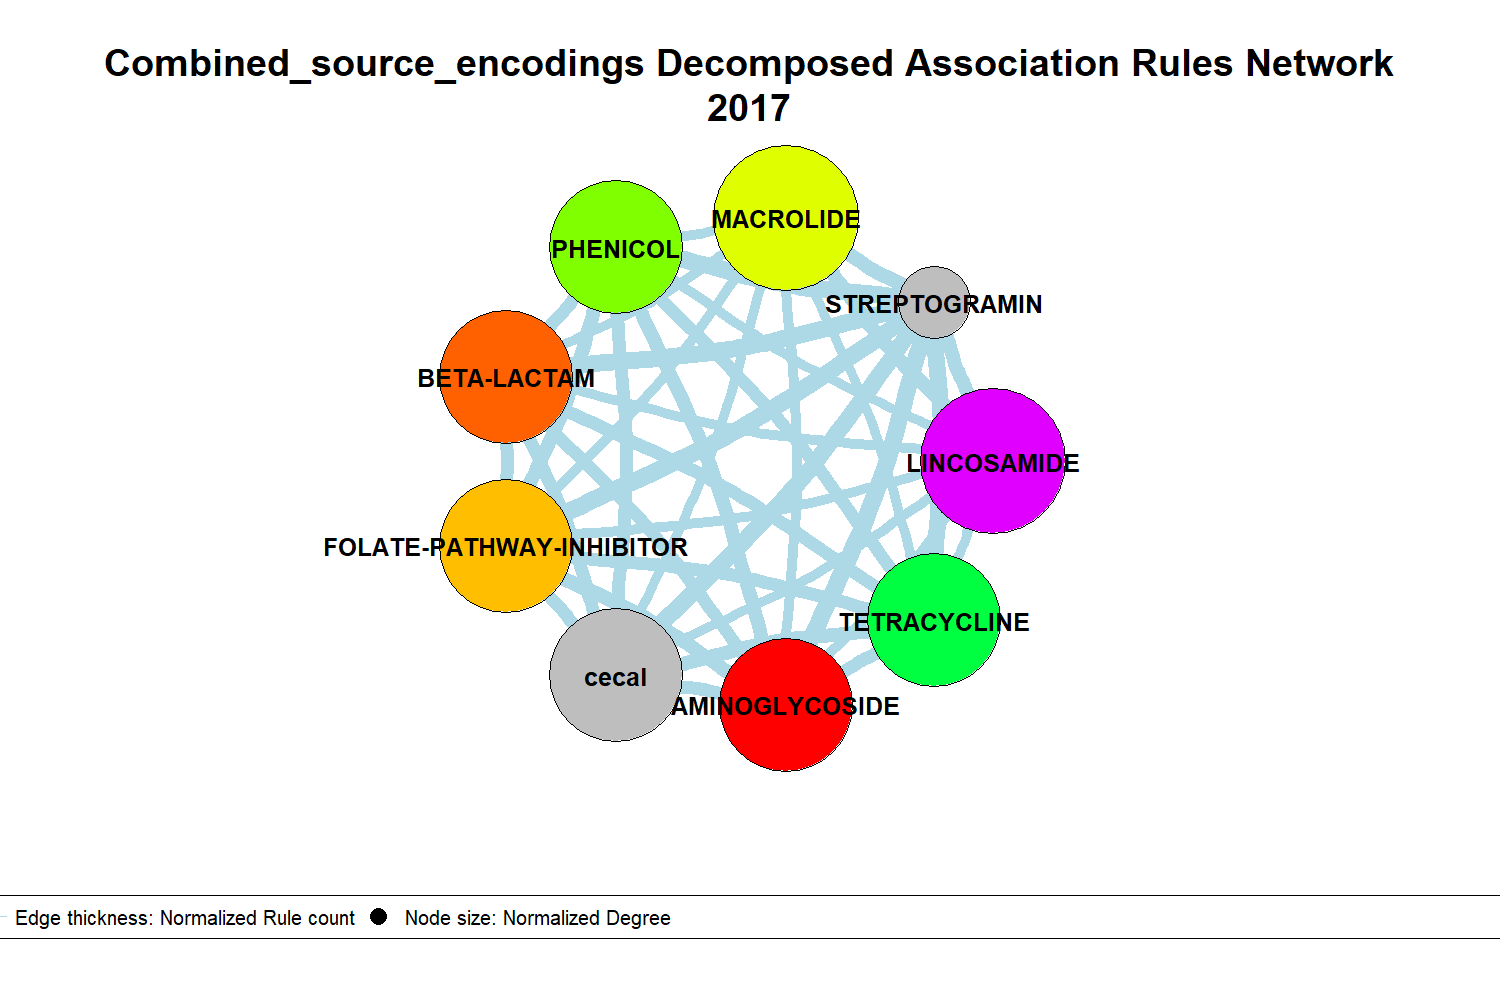 Combined_source_encodings Decomposed Association Rules Network
2017
MACROLIDE
PHENICOL
STREPTOGRAMIN
BETA-LACTAM
LINCOSAMIDE
FOLATE-PATHWAY-INHIBITOR
TETRACYCLINE
cecal
AMINOGLYCOSIDE
Edge thickness: Normalized Rule count Node size: Normalized Degree